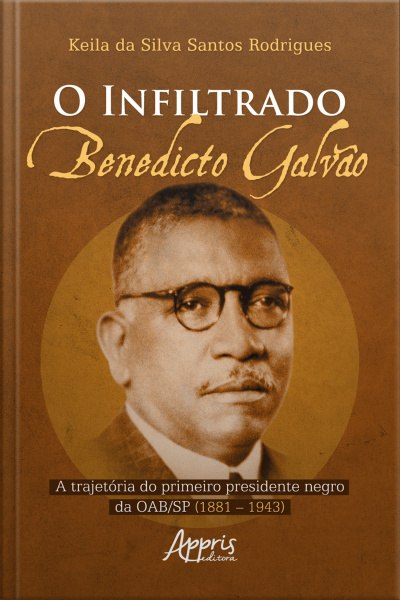 Keila da Silva Santos Rodrigues
O INFILTRADO
Benedicto Galvão
A trajetória do primeiro presidente negro
da OAB/SP (1881 – 1943)
Appris
editora